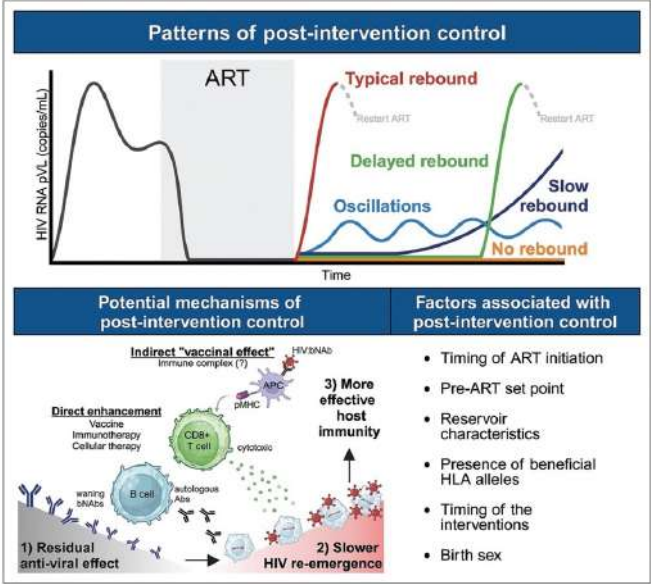 Patterns of post-intervention control
HIV RNA pVL (copies/mL)
ART
Typical rebound
Restart ART
Delayed rebound
Restart ART
Oscillations
Slow
rebound
No rebound
Time
Potential mechanisms of
post-intervention control
Indirect "vaccinal effect"
Immune complex (?)
HIV:bNAb
APC
pMHC
Direct enhancement
Vaccine
Immunotherapy
Cellular therapy
CD8+
T cell
cytotoxic
3) More
effective
host
immunity
waning
bNAbs
B cell
autologous
Abs
1) Residual
anti-viral effect
2) Slower
HIV re-emergence
Factors associated with
post-intervention control
• Timing of ART initiation
• Pre-ART set point
• Reservoir
characteristics
• Presence of beneficial
HLA alleles
• Timing of the
interventions
• Birth sex